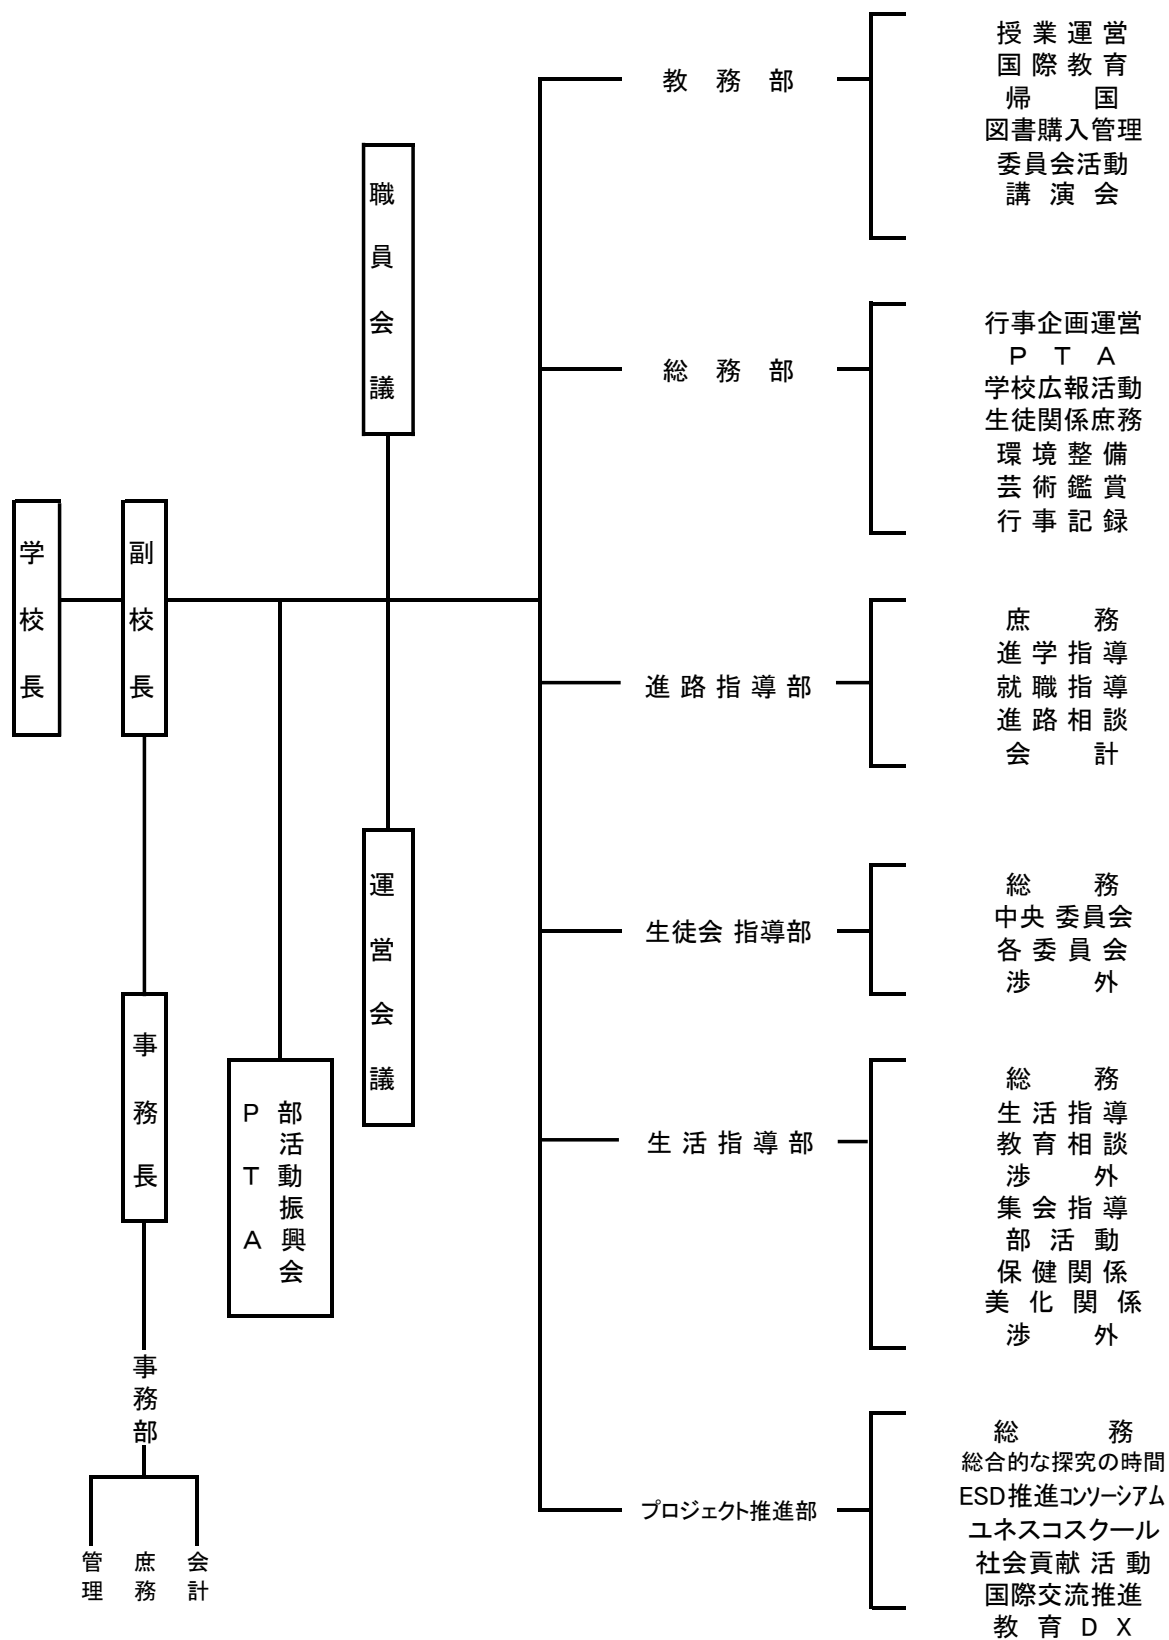 学校長
副校長
職員会議
運営会議
事務長
事務部
管理
庶務
会計
部活動振興会
ＰＴＡ
教務部
授業運営
国際教育
帰国
図書購入管理
委員会活動
講演会
総務部
行事企画運営
ＰＴＡ
学校広報活動
生徒関係庶務
環境整備
芸術鑑賞
行事記録
進路指導部
庶務
進学指導
就職指導
進路相談
会計
生徒会指導部
総務
中央委員会
各委員会
渉外
生活指導部
総務
生活指導
教育相談
渉外
集会指導
部活動
保健関係
美化関係
渉外
プロジェクト推進部
総務
総合的な探究の時間
ESD推進コンソーシアム
ユネスコスクール
社会貢献活動
国際交流推進
教育ＤＸ